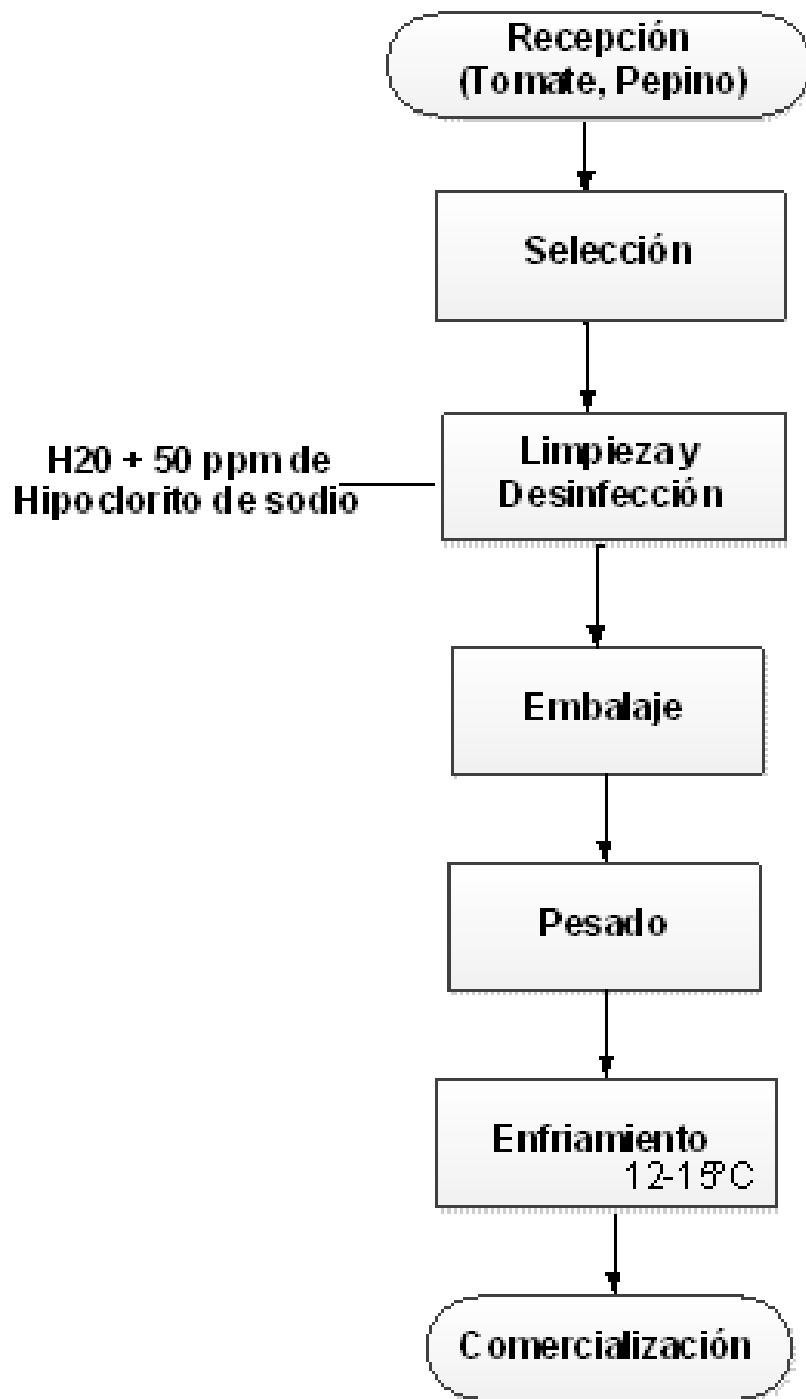 Recepción
(Tomate, Pepino)
Selección
H20 + 50 ppm de
Hipoclorito de sodio
Limpieza y
Desinfección
Embalaje
Pesado
Enfriamiento
12-15ºC
Comercialización